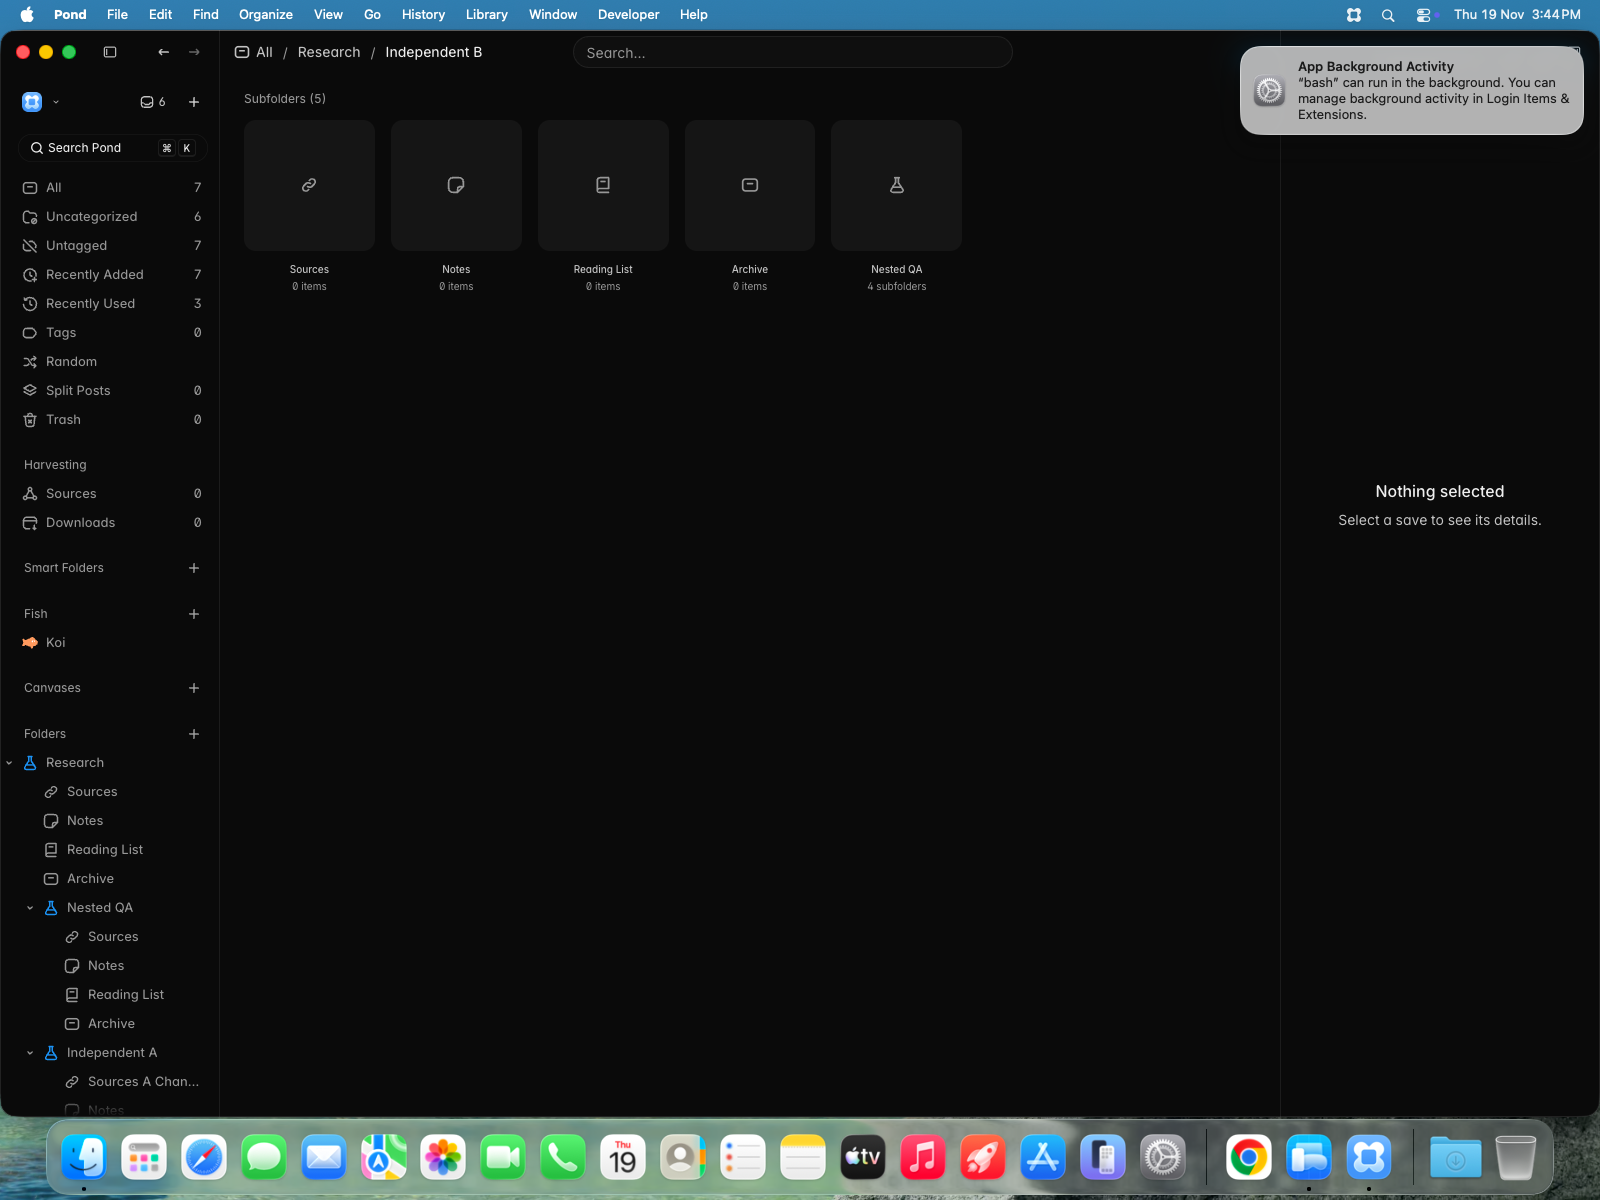 Pond File Edit Find Organize View Go History Library Window Developer Help Thu 19 Nov 3:44 PM
All / Research / Independent B
Search...
App Background Activity
“bash” can run in the background. You can
manage background activity in Login Items &
Extensions.
6
Search Pond ⌘ K
All 7
Uncategorized 6
Untagged 7
Recently Added 7
Recently Used 3
Tags 0
Random
Split Posts 0
Trash 0
Harvesting
Sources 0
Downloads 0
Smart Folders
Fish
Koi
Canvases
Folders
Research
Sources
Notes
Reading List
Archive
Nested QA
Sources
Notes
Reading List
Archive
Independent A
Sources A Chan...
Notes
Subfolders (5)
Sources
0 items
Notes
0 items
Reading List
0 items
Archive
0 items
Nested QA
4 subfolders
Nothing selected
Select a save to see its details.
Thu
19
tv